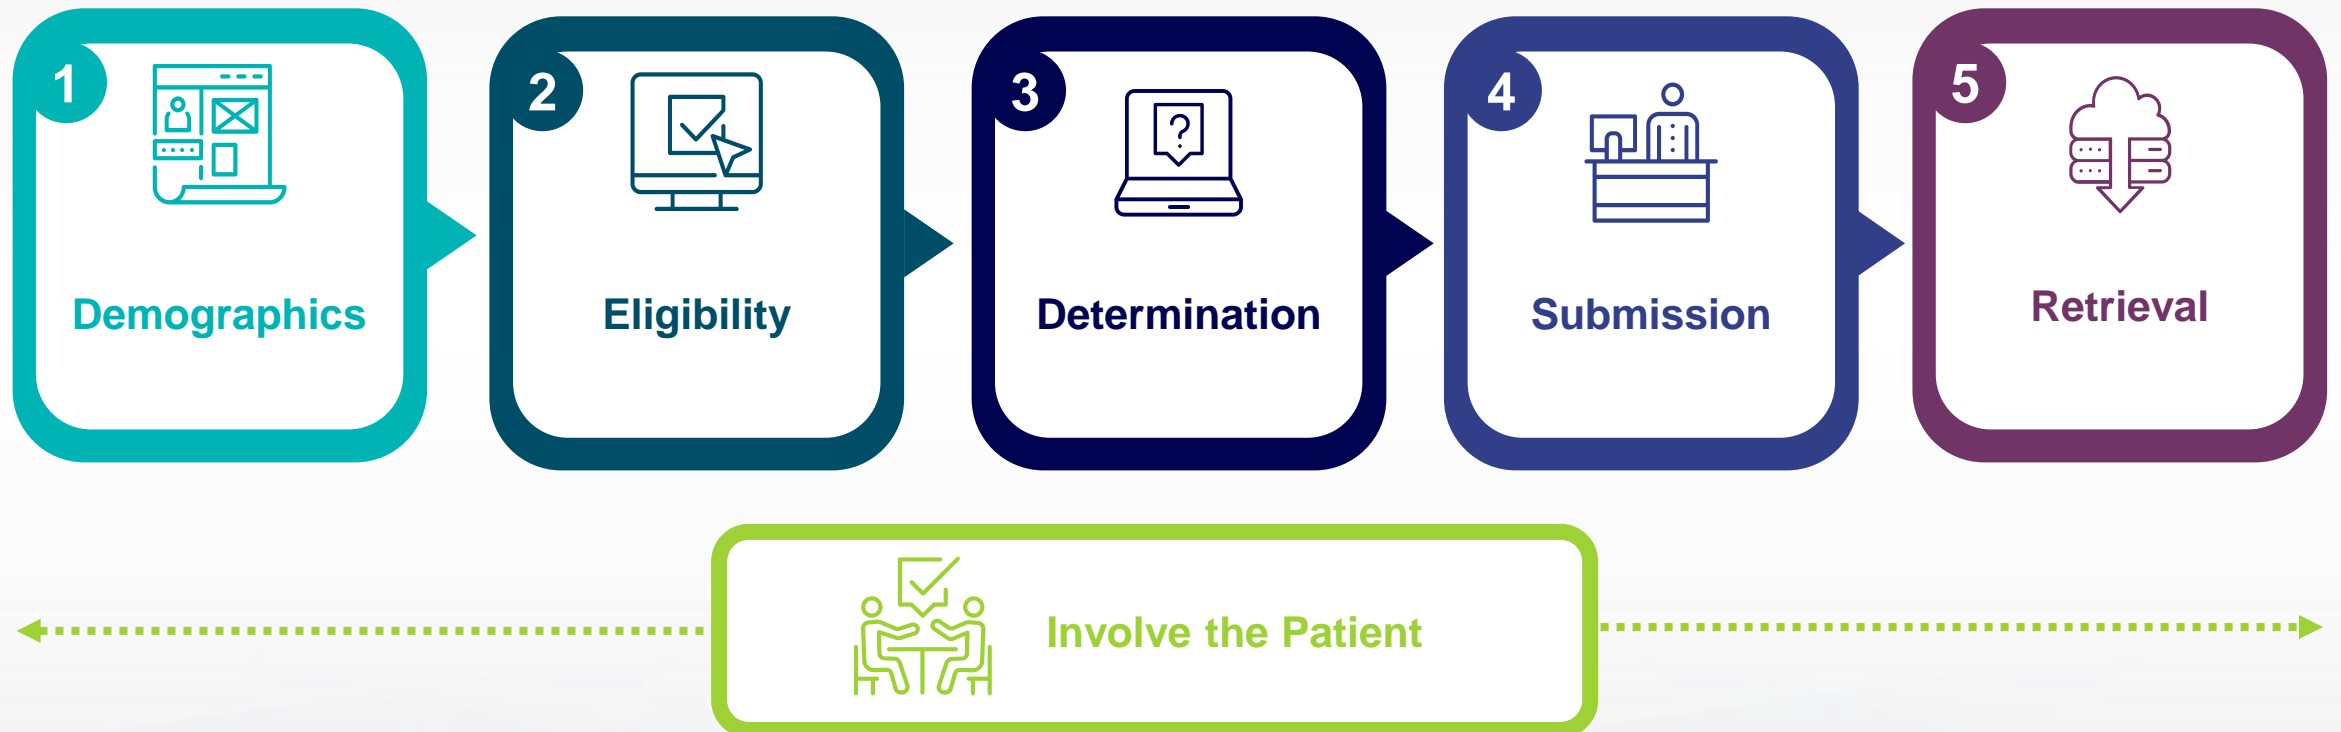 1
Demographics
2
Eligibility
3
?
Determination
4
Submission
5
Retrieval
Involve the Patient